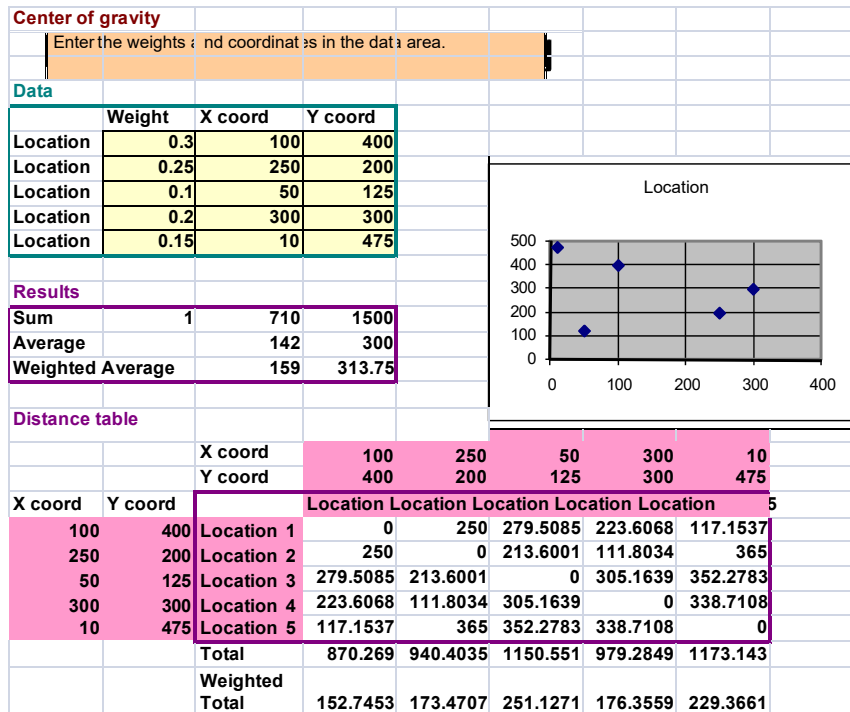 Center of gravity
Enter the weights and coordinates in the data area.
Data
Weight X coord Y coord
Location 0.3 100 400
Location 0.25 250 200
Location 0.1 50 125
Location 0.2 300 300
Location 0.15 10 475
Location
500
400
300
200
100
0
0 100 200 300 400
Results
Sum 1 710 1500
Average 142 300
Weighted Average 159 313.75
Distance table
X coord 100 250 50 300 10
Y coord 400 200 125 300 475
X coord Y coord Location Location Location Location Location 5
100 400 Location 1 0 250 279.5085 223.6068 117.1537
250 200 Location 2 250 0 213.6001 111.8034 365
50 125 Location 3 279.5085 213.6001 0 305.1639 352.2783
300 300 Location 4 223.6068 111.8034 305.1639 0 338.7108
10 475 Location 5 117.1537 365 352.2783 338.7108 0
Total 870.269 940.4035 1150.551 979.2849 1173.143
Weighted
Total 152.7453 173.4707 251.1271 176.3559 229.3661